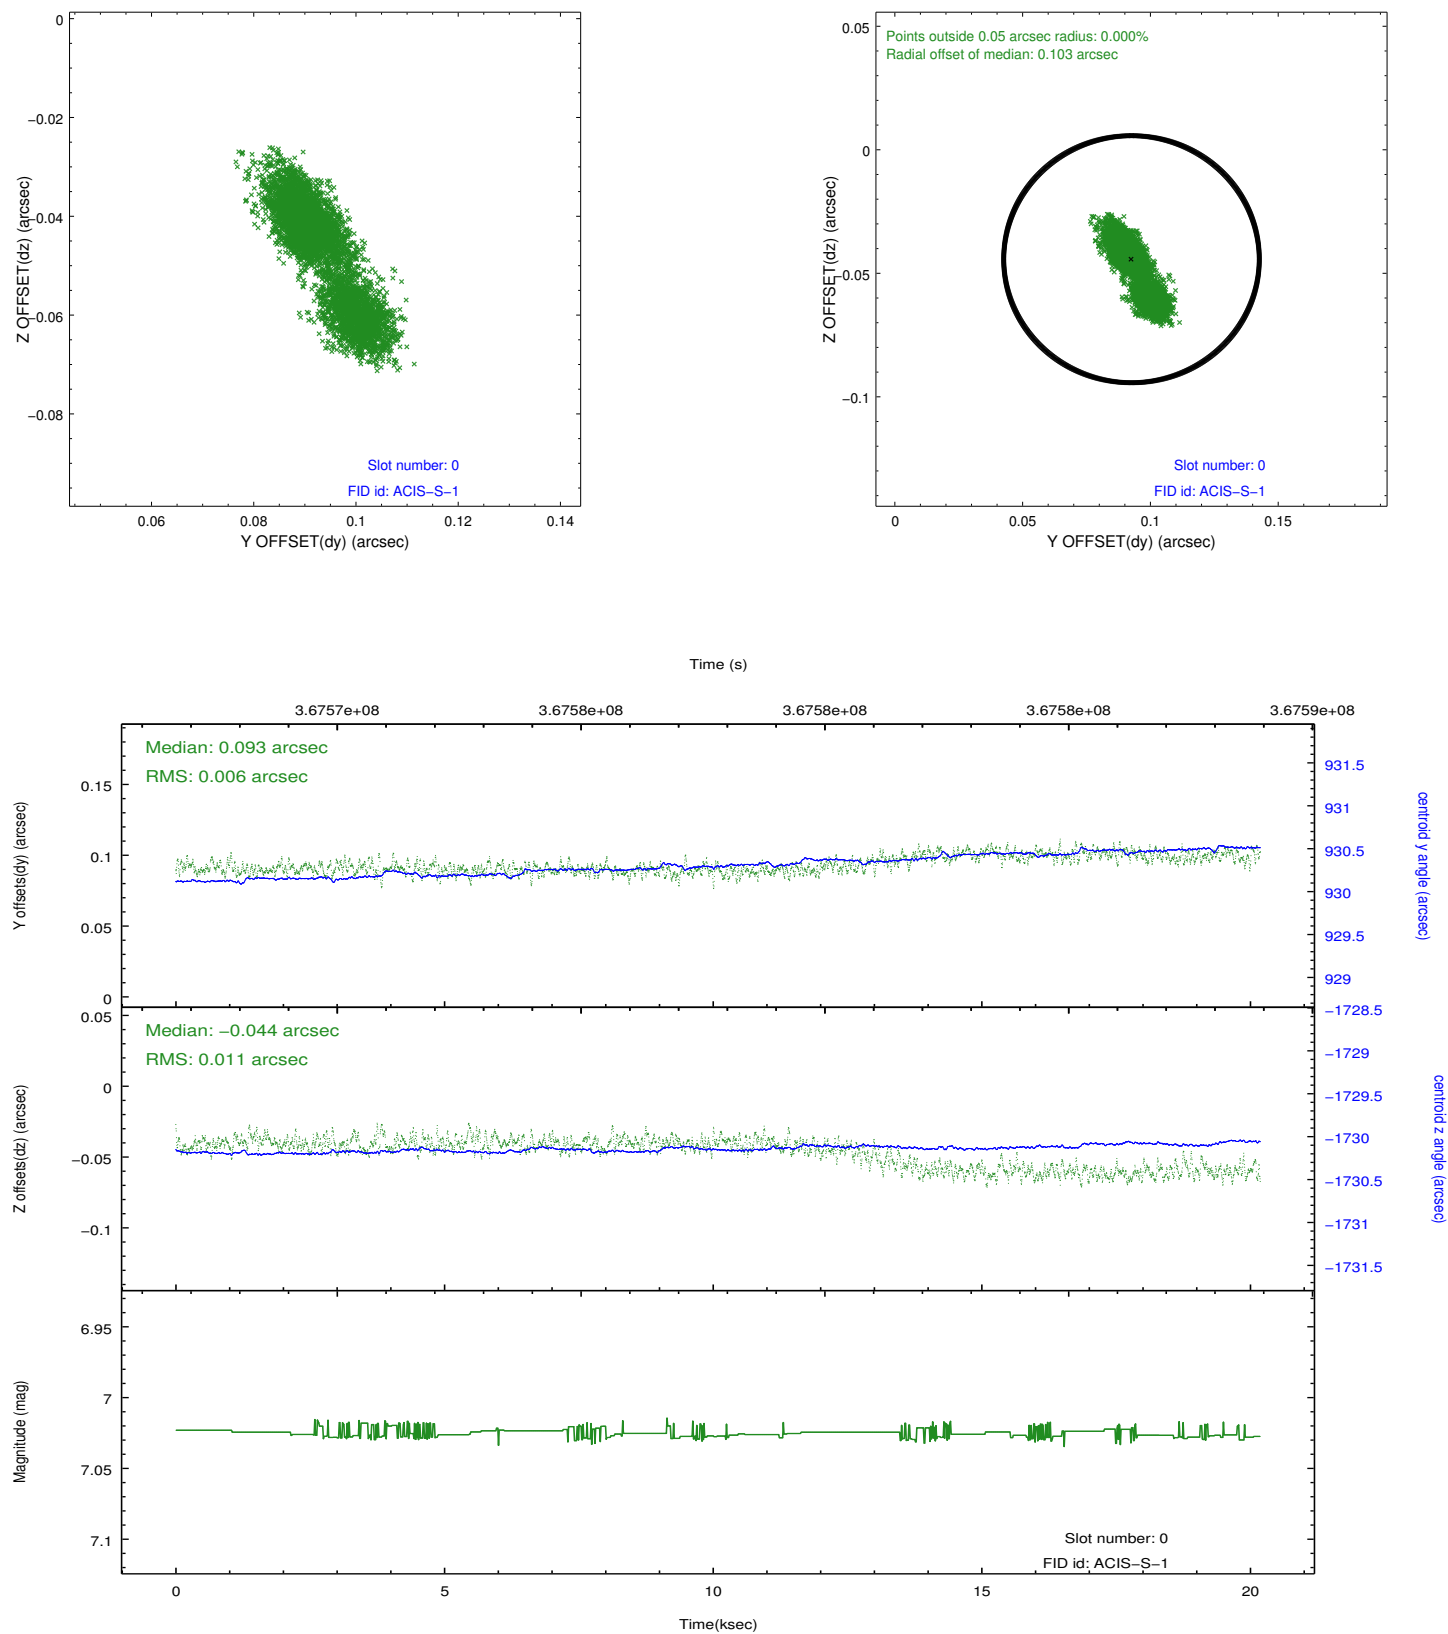 0
−0.02
−0.04
−0.06
−0.08
Z OFFSET(dz) (arcsec)
Slot number: 0
FID id: ACIS−S−1
0.06
0.08
0.1
0.12
0.14
Y OFFSET(dy) (arcsec)
0.05
0
−0.05
−0.1
Z OFFSET(dz) (arcsec)
Points outside 0.05 arcsec radius: 0.000%
Radial offset of median: 0.103 arcsec
Slot number: 0
FID id: ACIS−S−1
0
0.05
0.1
0.15
Y OFFSET(dy) (arcsec)
Time (s)
3.6757e+08
3.6758e+08
3.6758e+08
3.6758e+08
3.6759e+08
Median: 0.093 arcsec
RMS: 0.006 arcsec
0.15
0.1
0.05
0
Y offsets(dy) (arcsec)
931.5
931
930.5
930
929.5
929
centroid y angle (arcsec)
Median: −0.044 arcsec
RMS: 0.011 arcsec
0.05
0
−0.05
−0.1
Z offsets(dz) (arcsec)
−1728.5
−1729
−1729.5
−1730
−1730.5
−1731
−1731.5
centroid z angle (arcsec)
6.95
7
7.05
7.1
Magnitude (mag)
Slot number: 0
FID id: ACIS−S−1
0
5
10
15
20
Time(ksec)